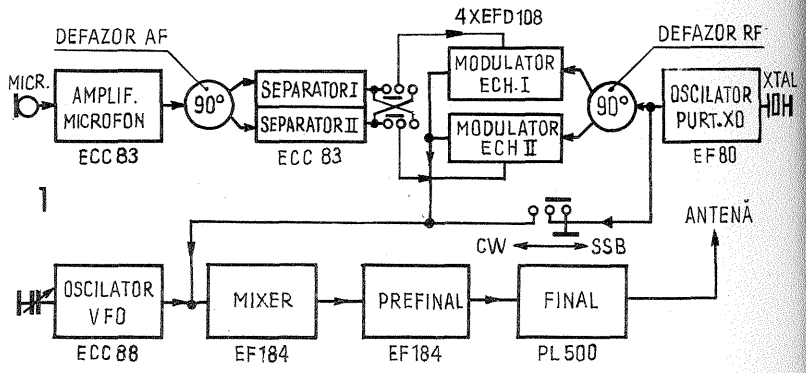 4XEFD108
DEFAZOR AF
DEFAZOR RF
MICR.
AMPLIF.
MICROFON
ECC 83
90°
SEPARATOR I
SEPARATOR II
ECC 83
MODULATOR
ECH. I
MODULATOR
ECH II
90°
OSCILATOR
PURT. XO
EF80
XTAL
1
CW
SSB
ANTENĂ
OSCILATOR
VFO
ECC 88
MIXER
EF184
PREFINAL
EF184
FINAL
PL500